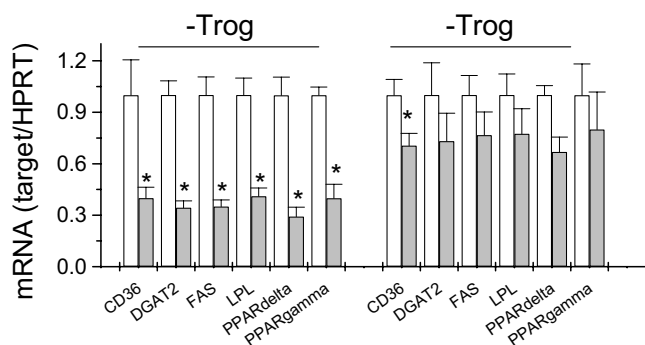 -Trog
-Trog
mRNA (target/HPRT)
1.2
0.9
0.6
0.3
0.0
* * * * * *
*
CD36
DGAT2
FAS
LPL
PPARdelta
PPARgamma
CD36
DGAT2
FAS
LPL
PPARdelta
PPARgamma